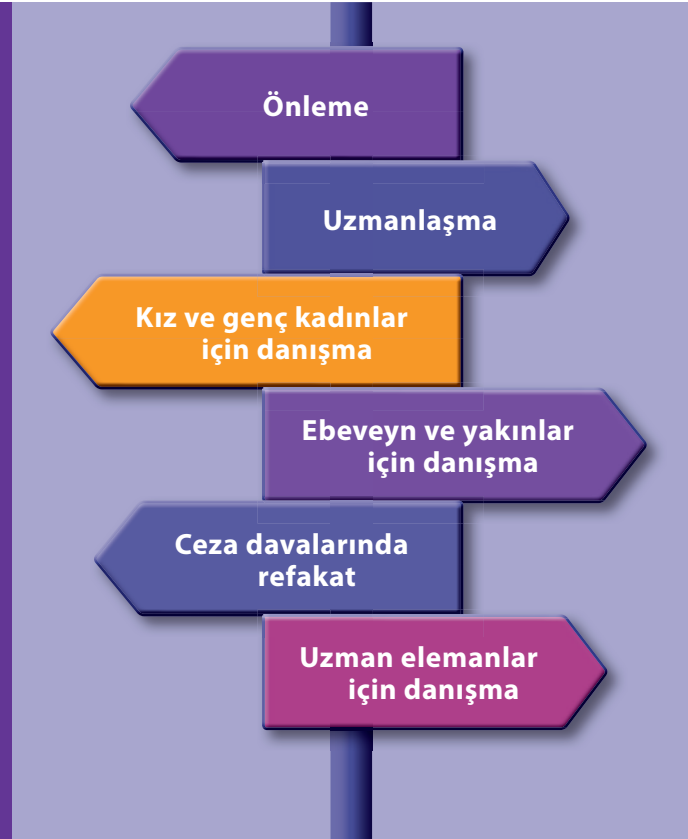 Önleme
Uzmanlaşma
Kız ve genç kadınlar
için danışma
Ebeveyn ve yakınlar
için danışma
Ceza davalarında
refakat
Uzman elemanlar
için danışma